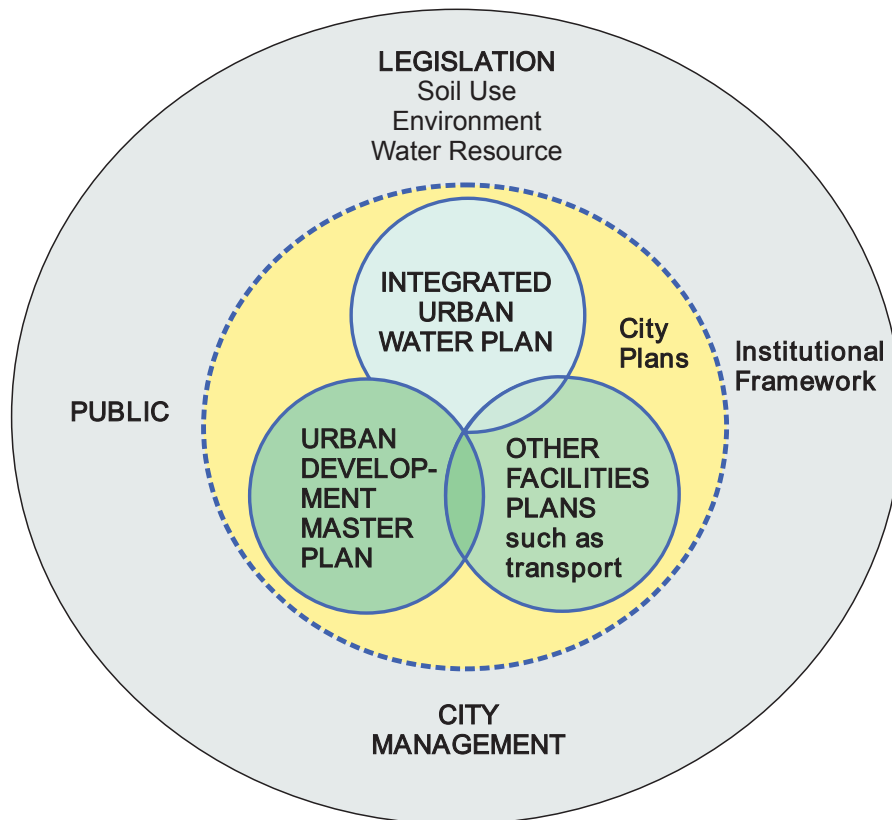 LEGISLATION
Soil Use
Environment
Water Resource
INTEGRATED
URBAN
WATER PLAN
City
Plans
Institutional
Framework
PUBLIC
URBAN
DEVELOP-
MENT
MASTER
PLAN
OTHER
FACILITIES
PLANS
such as
transport
CITY
MANAGEMENT